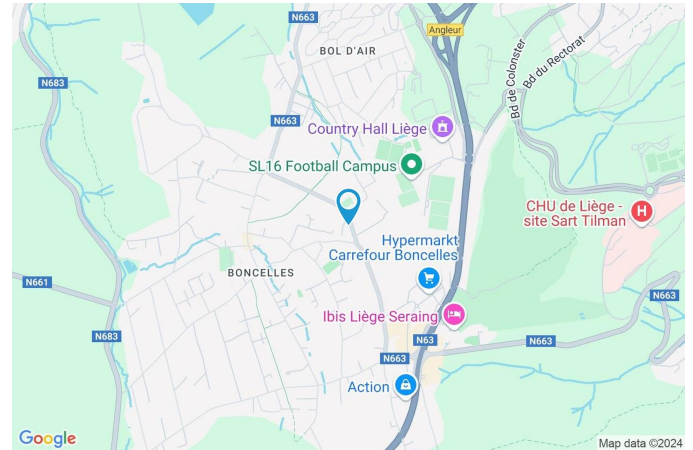 N663
BOL D'AIR
Angleur
Bd de Colonster
Bd du Rectorat
N683
N663
Country Hall Liège
SL16 Football Campus
CHU de Liège -
site Sart Tilman
Hypermarkt
Carrefour Boncelles
BONCELLES
N661
N663
Ibis Liège Seraing
N683
N63
N663
N663
Action
Google
Map data ©2024